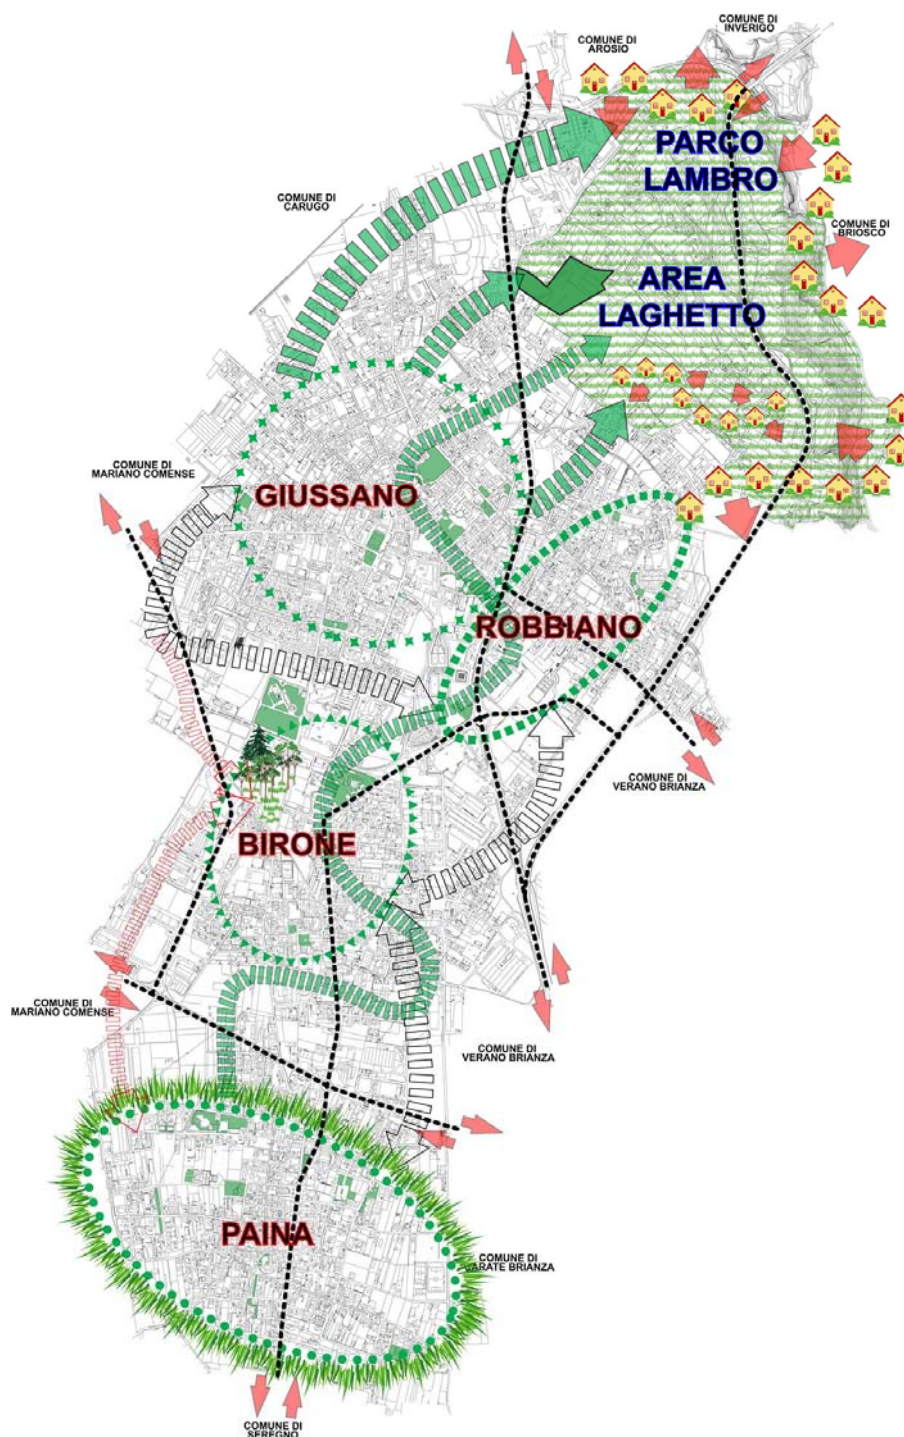 COMUNE DI
INVERIGO
COMUNE DI
AROSIO
PARCO
LAMBRO
COMUNE DI
CARUGO
COMUNE DI
BRIOSCO
AREA
LAGHETTO
COMUNE DI
MARIANO COMENSE
GIUSSANO
ROBBIANO
COMUNE DI
VERANO BRIANZA
BIRONE
COMUNE DI
MARIANO COMENSE
COMUNE DI
VERANO BRIANZA
PAINA
COMUNE DI
CARATE BRIANZA
COMUNE DI
SEREGNO